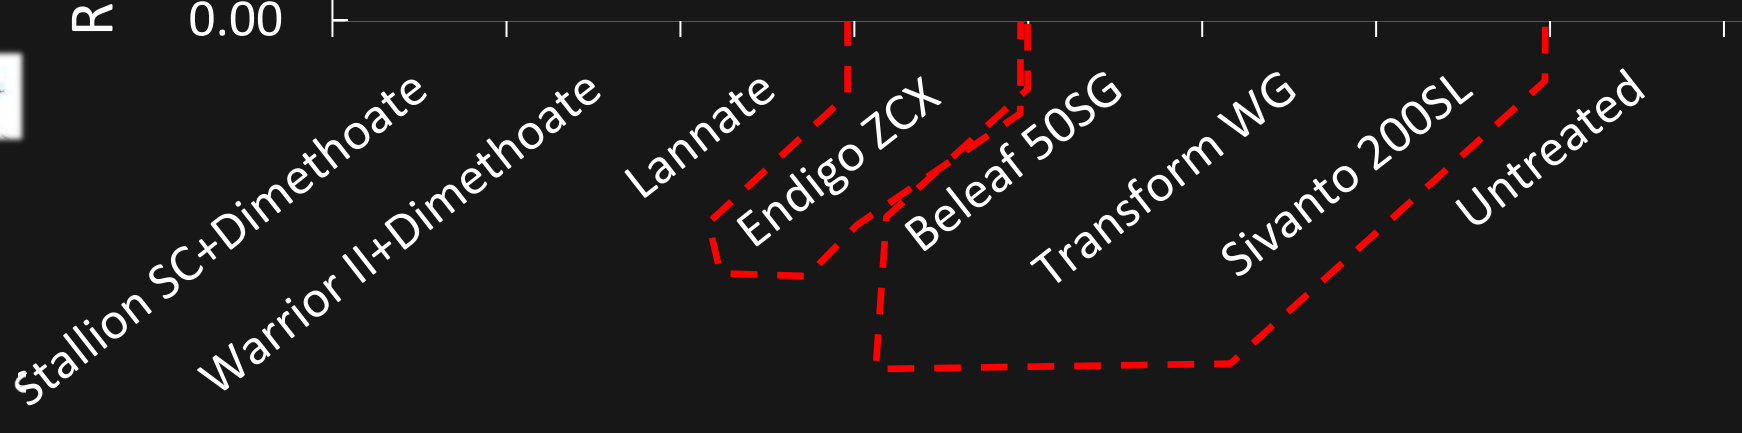 R
0.00
Stallion SC+Dimethoate
Warrior II+Dimethoate
Lannate
Endigo ZCX
Beleaf 50SG
Transform WG
Sivanto 200SL
Untreated